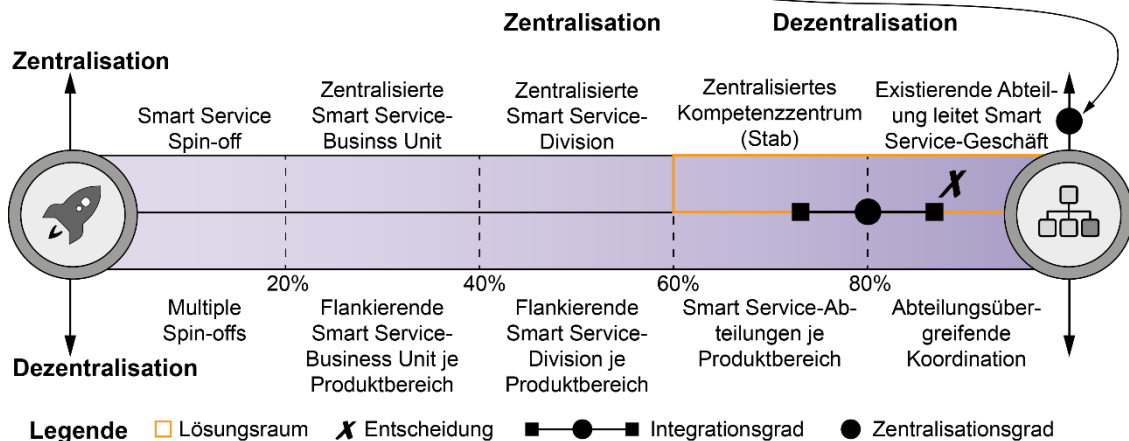 Zentralisation
Dezentralisation
Zentralisation
Smart Service
Spin-off
Zentralisierte
Smart Service-
Businss Unit
Zentralisierte
Smart Service-
Division
Zentralisiertes
Kompetenzzentrum
(Stab)
Existierende Abteil-
ung leitet Smart
Service-Geschäft
X
20%
40%
60%
80%
Multiple
Spin-offs
Flankierende
Smart Service-
Business Unit je
Produktbereich
Flankierende
Smart Service-
Division je
Produktbereich
Smart Service-Ab-
teilungen je
Produktbereich
Abteilungsüber-
greifende
Koordination
Dezentralisation
Legende
Lösungsraum
X Entscheidung
Integrationsgrad
Zentralisationsgrad